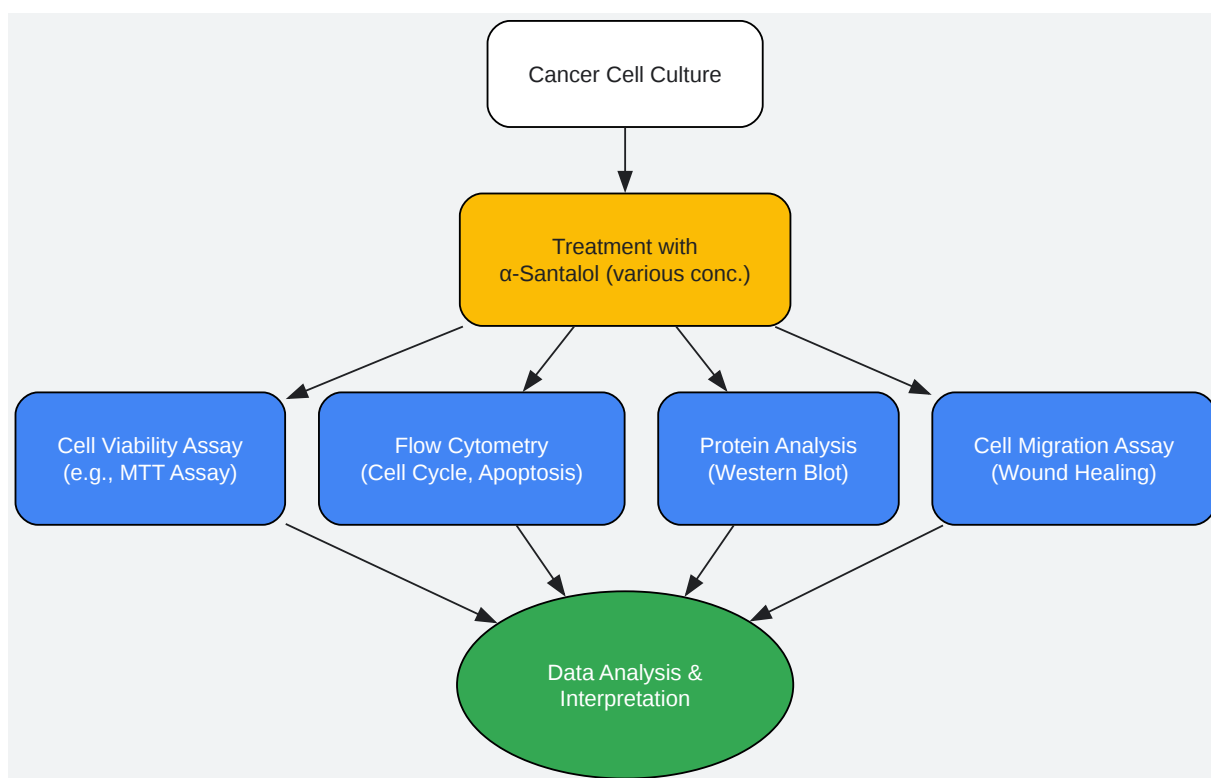 Cancer Cell Culture
Treatment with
α-Santalol (various conc.)
Cell Viability Assay
(e.g., MTT Assay)
Flow Cytometry
(Cell Cycle, Apoptosis)
Protein Analysis
(Western Blot)
Cell Migration Assay
(Wound Healing)
Data Analysis &
Interpretation